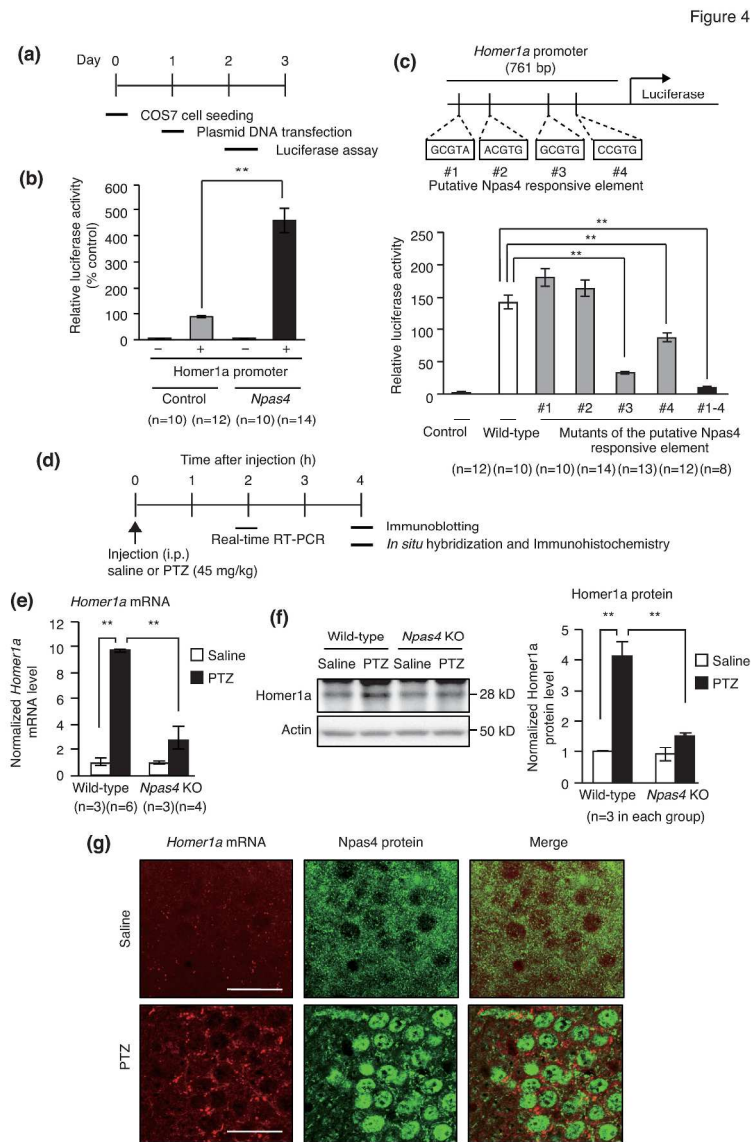 Figure 4
(a)
Day 0 1 2 3
COS7 cell seeding
Plasmid DNA transfection
Luciferase assay
(b)
**
Relative luciferase activity
(% control)
600
500
400
300
200
100
0
– + – +
Homer1a promoter
Control Npas4
(n=10) (n=12) (n=10) (n=14)
(c)
Homer1a promoter
(761 bp)
Luciferase
GCGTA ACGTG GCGTG CCGTG
#1 #2 #3 #4
Putative Npas4 responsive element
Relative luciferase activity
250
200
150
100
50
0
**
**
**
#1 #2 #3 #4 #1-4
Control Wild-type Mutants of the putative Npas4
responsive element
(n=12) (n=10) (n=10) (n=14) (n=13) (n=12) (n=8)
(d)
Time after injection (h)
0 1 2 3 4
Real-time RT-PCR
Immunoblotting
In situ hybridization and Immunohistochemistry
Injection (i.p.)
saline or PTZ (45 mg/kg)
(e)
Homer1a mRNA
** **
Saline
PTZ
Normalized Homer1a
mRNA level
12
10
8
6
4
2
0
Wild-type Npas4 KO
(n=3)(n=6) (n=3)(n=4)
(f)
Wild-type Npas4 KO
Saline PTZ Saline PTZ
Homer1a 28 kD
Actin 50 kD
Homer1a protein
** **
Saline
PTZ
Normalized Homer1a
protein level
5
4
3
2
1
0
Wild-type Npas4 KO
(n=3 in each group)
(g)
Homer1a mRNA Npas4 protein Merge
Saline
PTZ